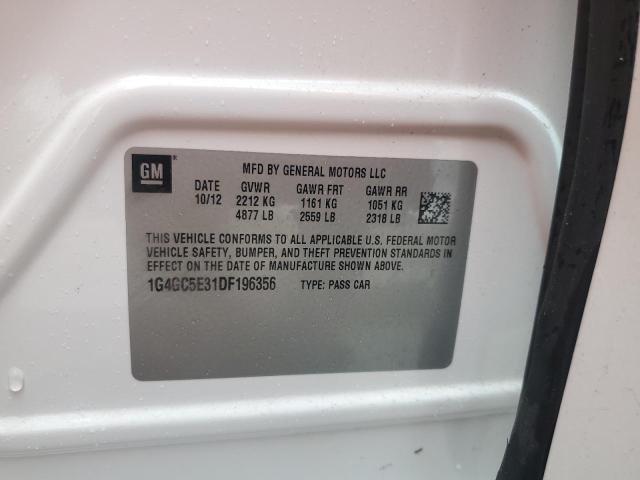 GM
MFD BY GENERAL MOTORS LLC
DATE GVWR GAWR FRT GAWR RR
10/12 2212 KG 1161 KG 1051 KG
4877 LB 2559 LB 2318 LB
THIS VEHICLE CONFORMS TO ALL APPLICABLE U.S. FEDERAL MOTOR
VEHICLE SAFETY, BUMPER, AND THEFT PREVENTION STANDARDS IN
EFFECT ON THE DATE OF MANUFACTURE SHOWN ABOVE.
1G4GC5E31DF196356 TYPE: PASS CAR